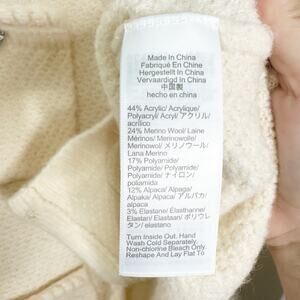 Made In China
Fabriqué En Chine
Hergestellt In China
Vervaardigd In China
中国製
hecho en china
44% Acrylic/Acrylique/
Polyacryl/Acryl/アクリル/
acrílico
24% Merino Wool/Laine
Mérinos/Merinowolle/
Merinowol/メリノウール/
Lana Merino
17% Polyamide/
Polyamide/Polyamid/
Polyamide/ナイロン/
poliamida
12% Alpaca/Alpaga/
Alpaka/Alpaca/アルパカ/
alpaca
3% Elastane/Elasthanne/
Elastan/Elastaan/ポリウレ
タン/elastano
Turn Inside Out. Hand
Wash Cold Separately.
Non-chlorine Bleach Only.
Reshape And Lay Flat To